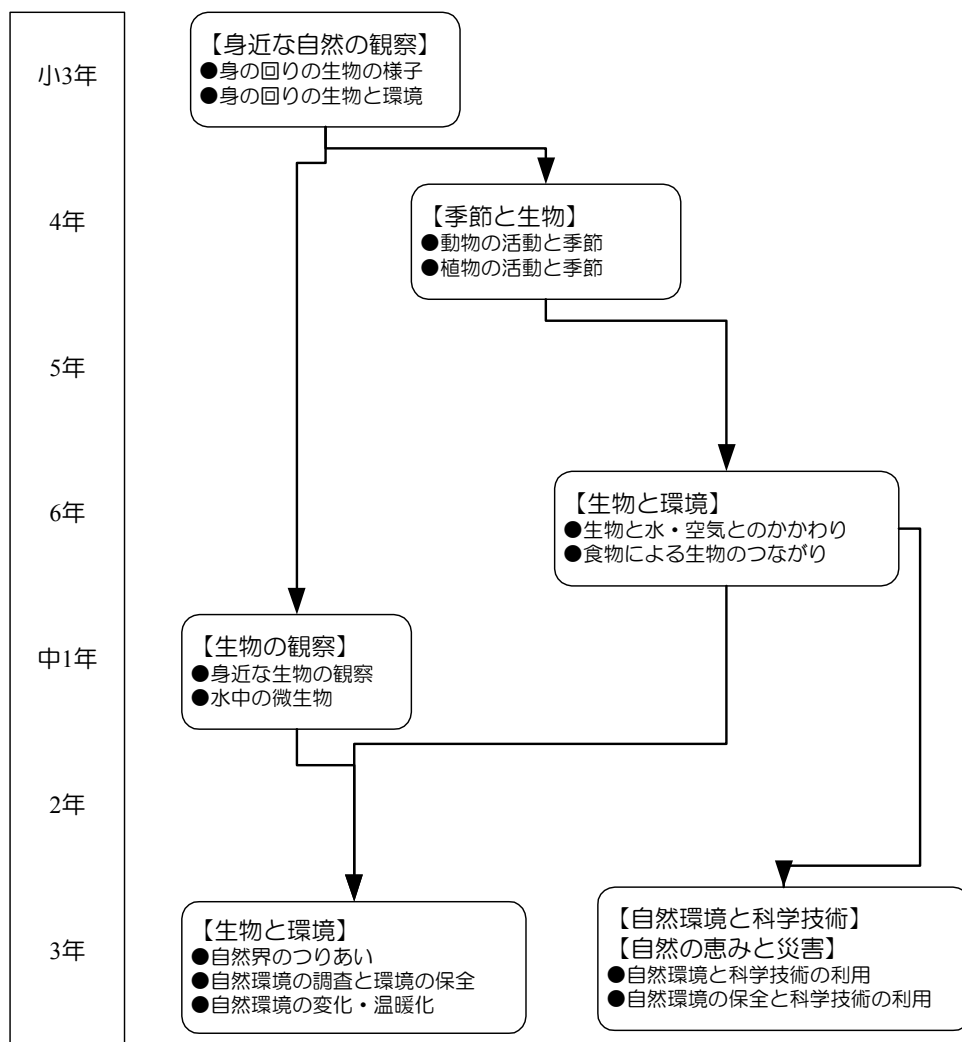 小3年
【身近な自然の観察】
●身の回りの生物の様子
●身の回りの生物と環境
4年
【季節と生物】
●動物の活動と季節
●植物の活動と季節
5年
6年
【生物と環境】
●生物と水・空気とのかかわり
●食物による生物のつながり
中1年
【生物の観察】
●身近な生物の観察
●水中の微生物
2年
3年
【生物と環境】
●自然界のつりあい
●自然環境の調査と環境の保全
●自然環境の変化・温暖化
【自然環境と科学技術】
【自然の恵みと災害】
●自然環境と科学技術の利用
●自然環境の保全と科学技術の利用